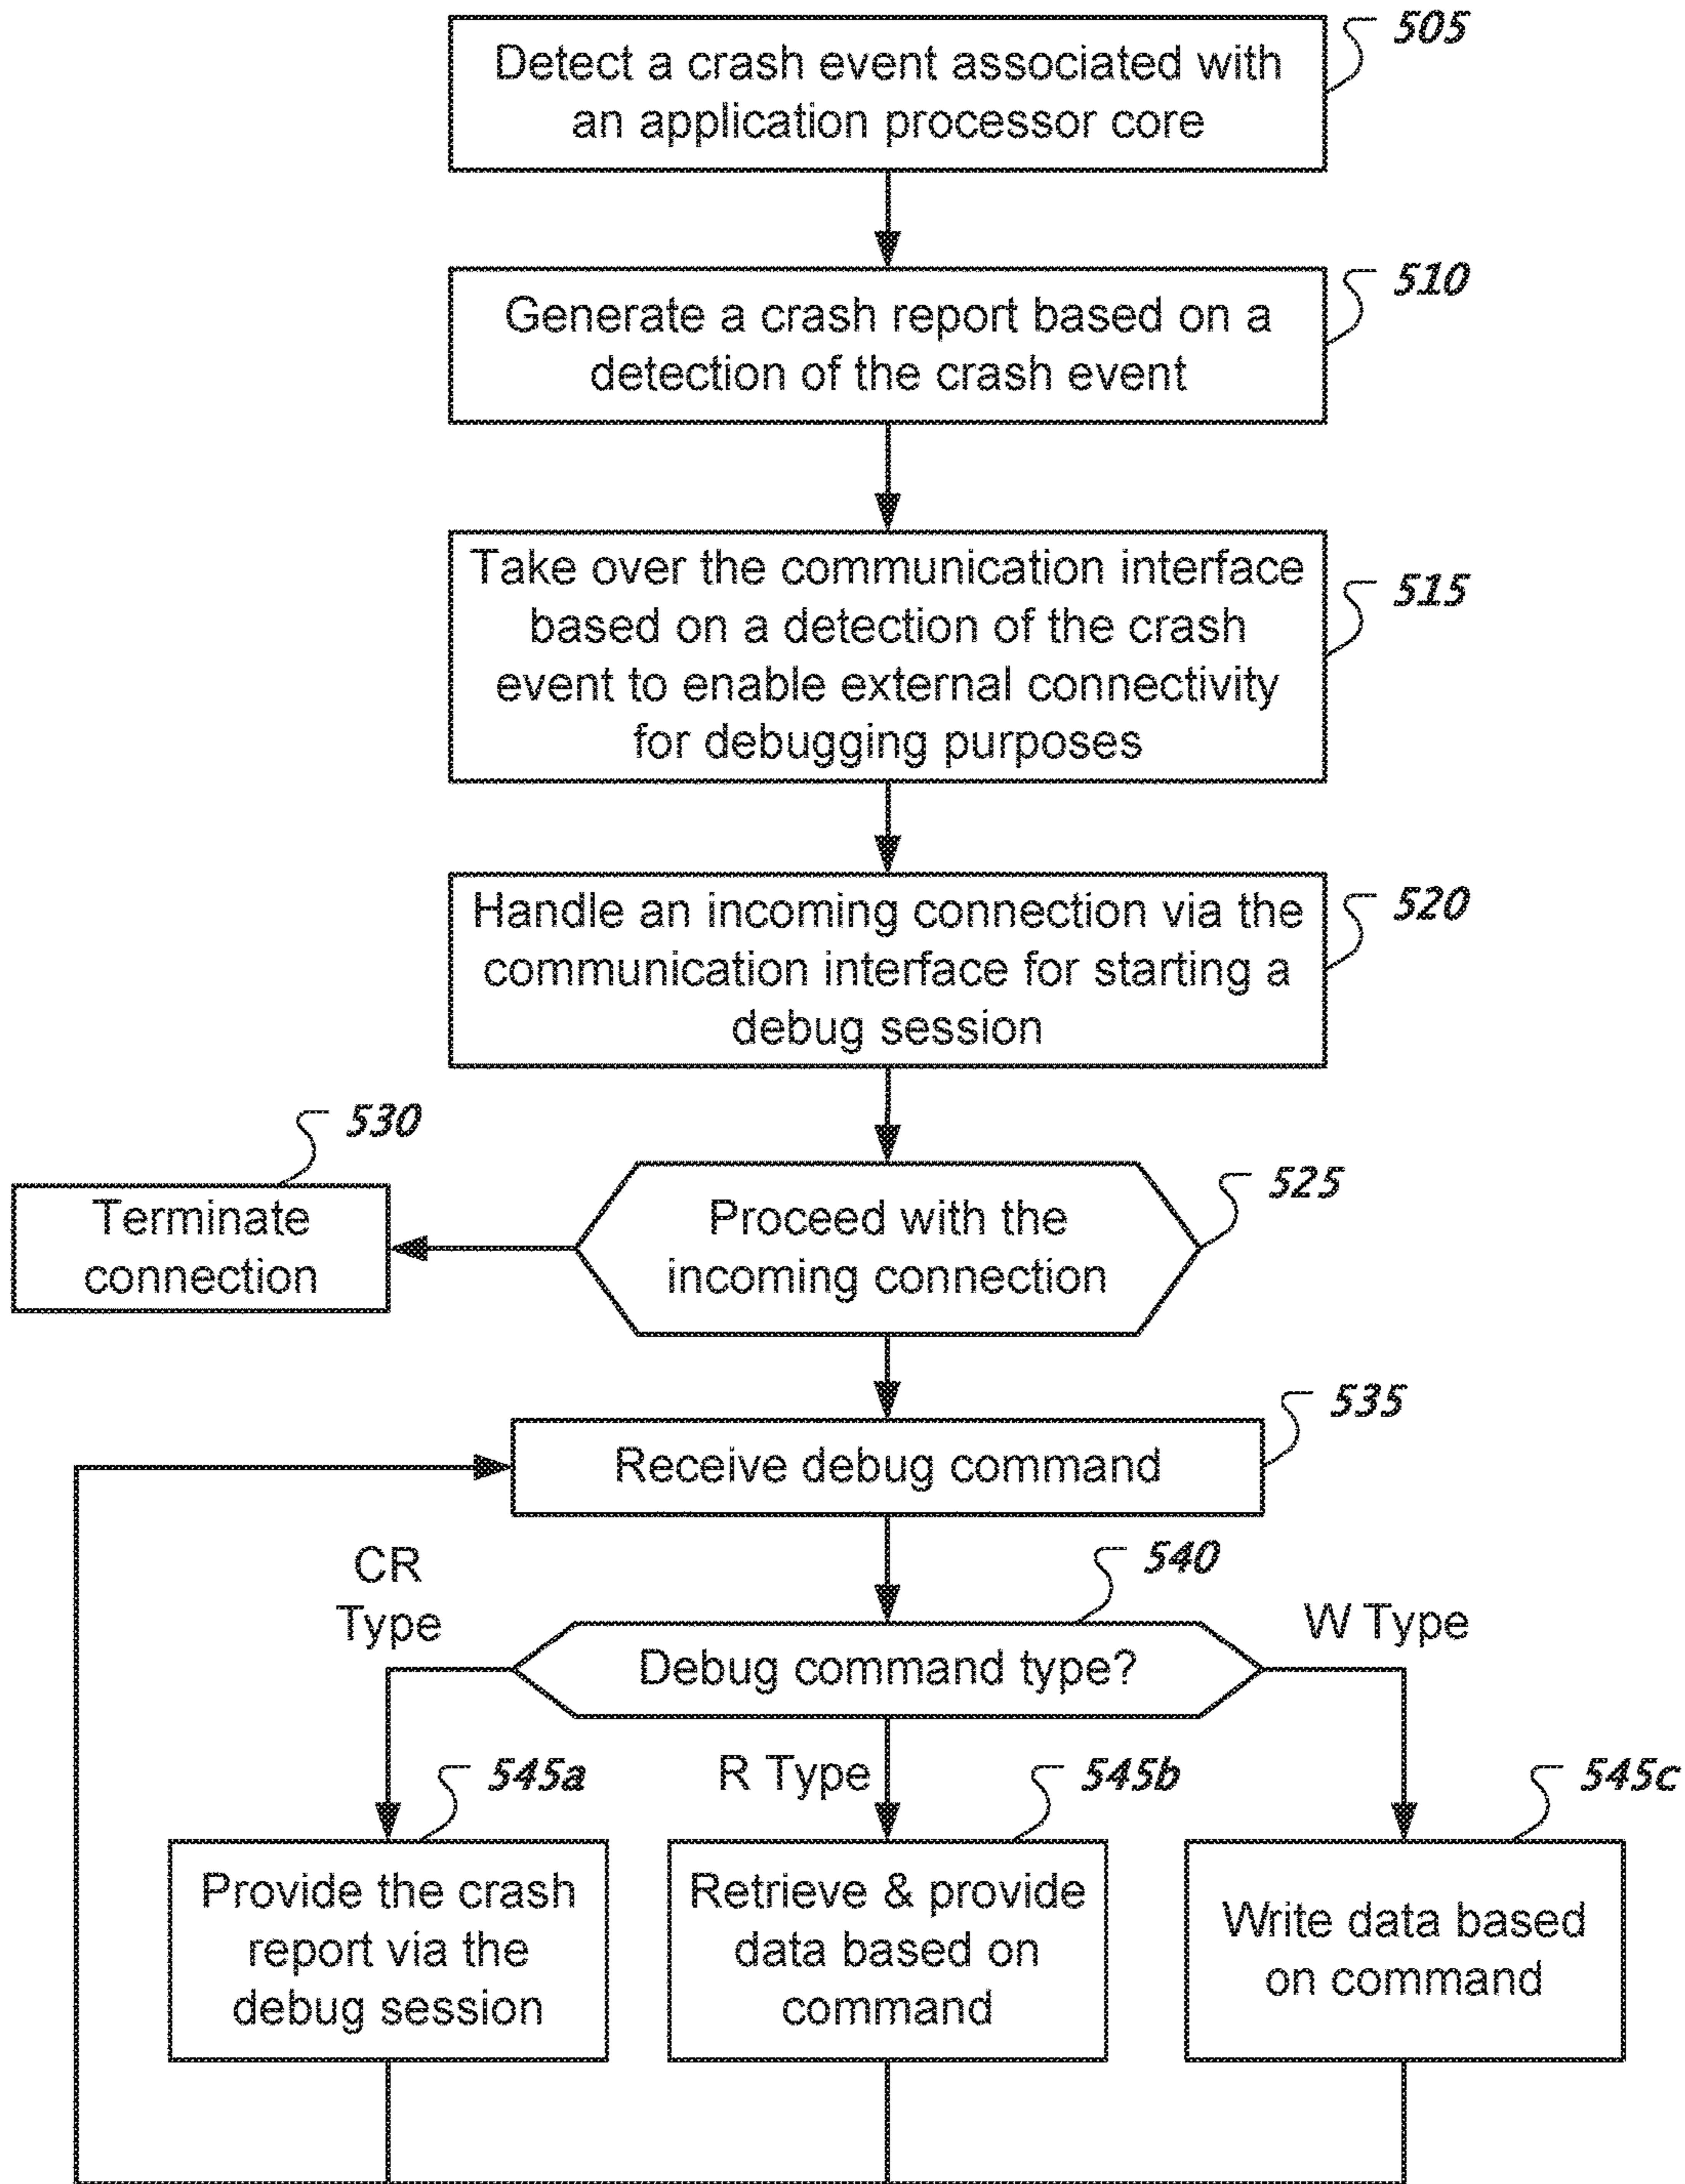 505
Detect a crash event associated with
an application processor core
510
Generate a crash report based on a
detection of the crash event
Take over the communication interface
515
based on a detection of the crash
event to enable external connectivity
for debugging purposes
520
Handle an incoming connection via the
communication interface for starting a
debug session
530
525
Terminate
connection
Proceed with the
incoming connection
535
Receive debug command
CR
Type
540
W Type
Debug command type?
545a
R Type
545b
545c
Provide the crash
report via the
debug session
Retrieve & provide
data based on
command
Write data based
on command